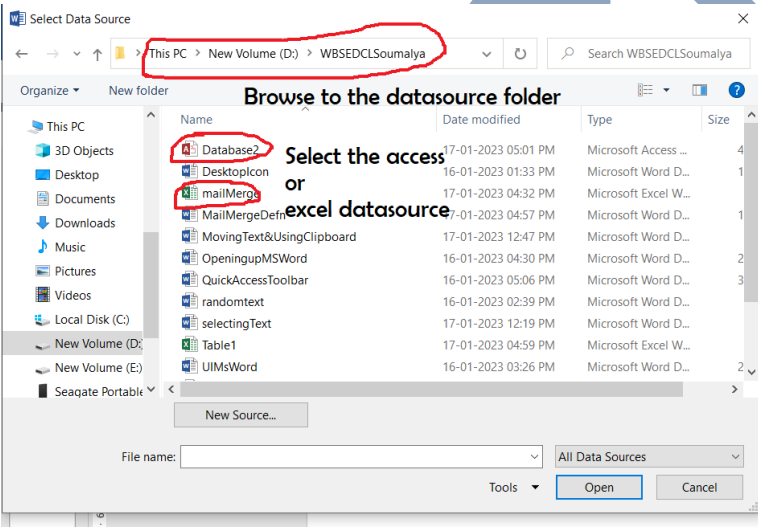 Select Data Source
This PC > New Volume (D:) > WBSEDCLSoumalya
Search WBSEDCLSoumalya
Organize
New folder
Browse to the datasource folder
This PC
3D Objects
Desktop
Documents
Downloads
Music
Pictures
Videos
Local Disk (C:)
New Volume (D:
New Volume (E:)
Seagate Portable
Name Date modified Type Size
Database2 17-01-2023 05:01 PM Microsoft Access ... 4
DesktopIcon 16-01-2023 01:33 PM Microsoft Word D... 1
mailMerge 17-01-2023 04:32 PM Microsoft Excel W...
MailMergeDefn 17-01-2023 04:57 PM Microsoft Word D... 1
MovingText&UsingClipboard 17-01-2023 12:47 PM Microsoft Word D...
OpeningupMSWord 16-01-2023 04:30 PM Microsoft Word D... 2
QuickAccessToolbar 16-01-2023 05:06 PM Microsoft Word D... 3
randomtext 16-01-2023 02:39 PM Microsoft Word D...
selectingText 17-01-2023 12:19 PM Microsoft Word D...
Table1 17-01-2023 04:59 PM Microsoft Excel W...
UIMsWord 16-01-2023 03:26 PM Microsoft Word D... 2
Select the access
or
excel datasource
New Source...
File name:
All Data Sources
Tools
Open
Cancel